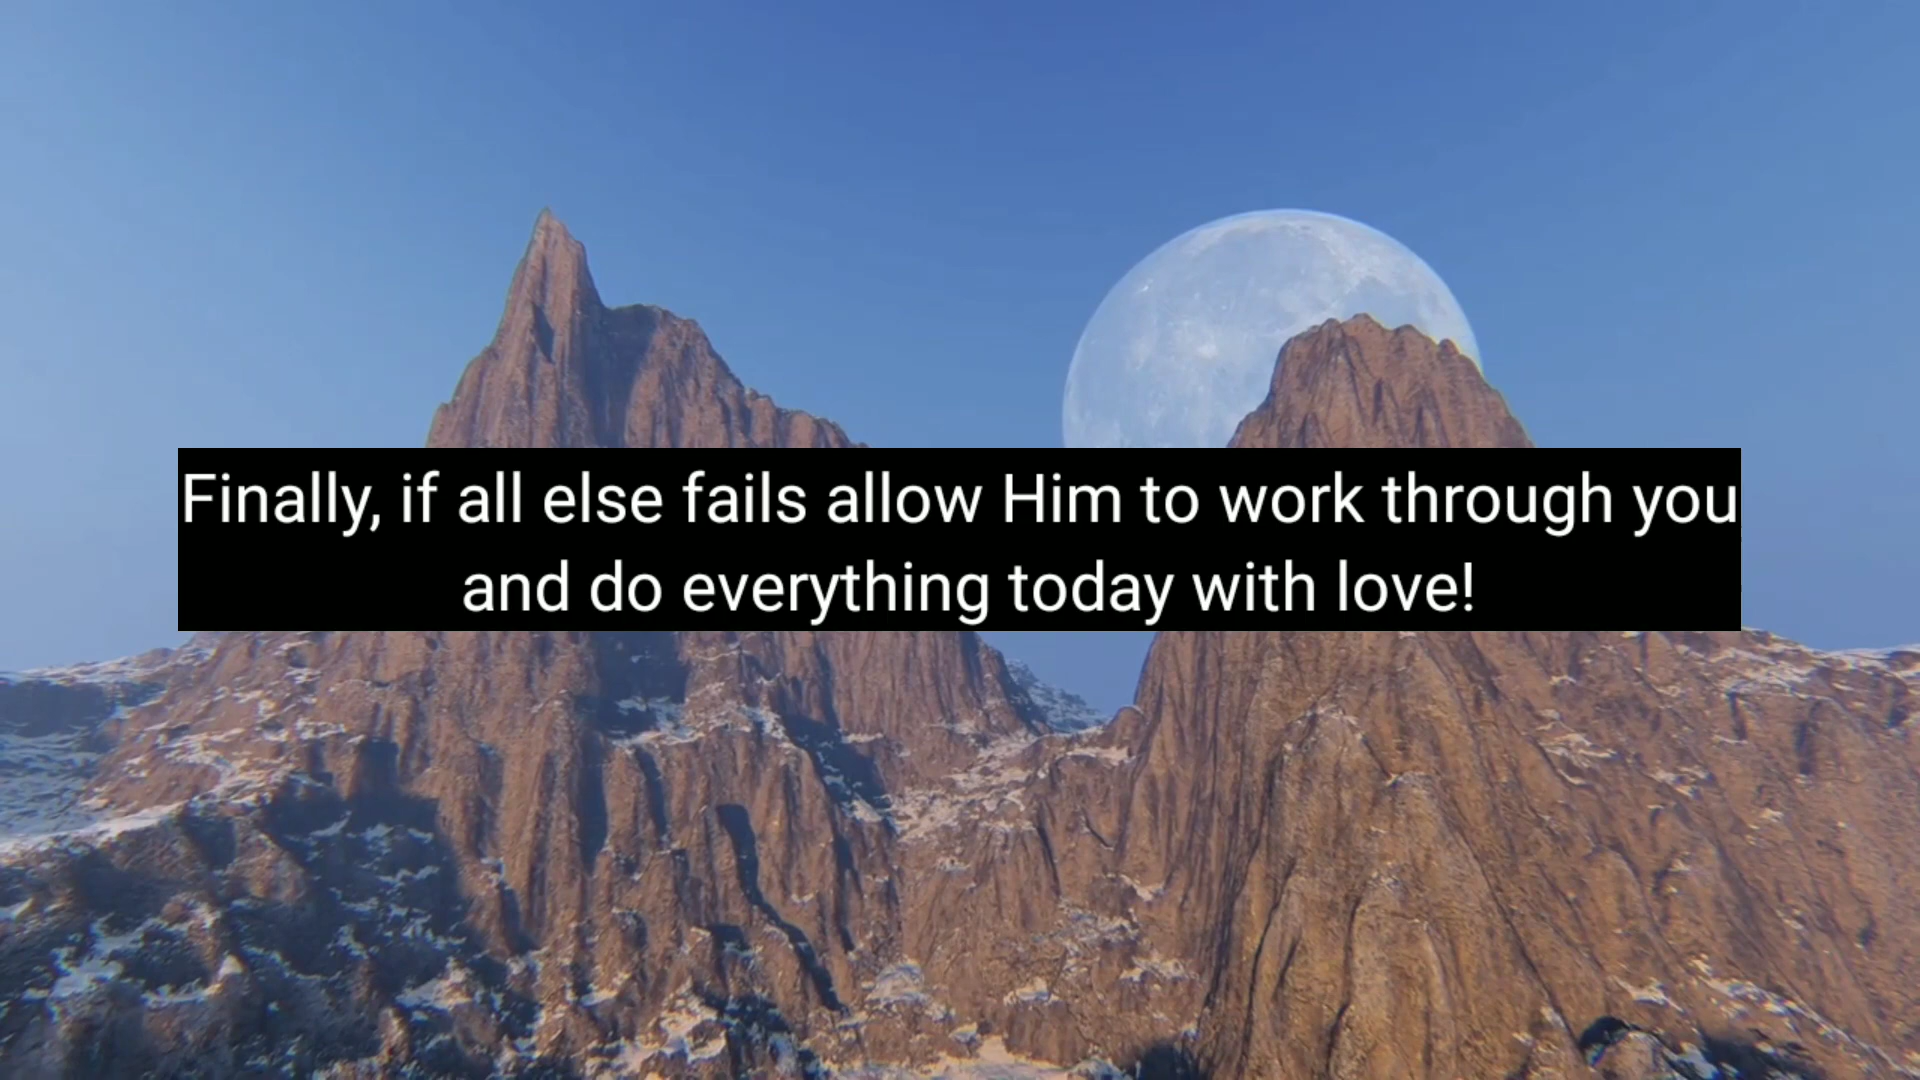 Finally, if all else fails allow Him to work through you
and do everything today with love!